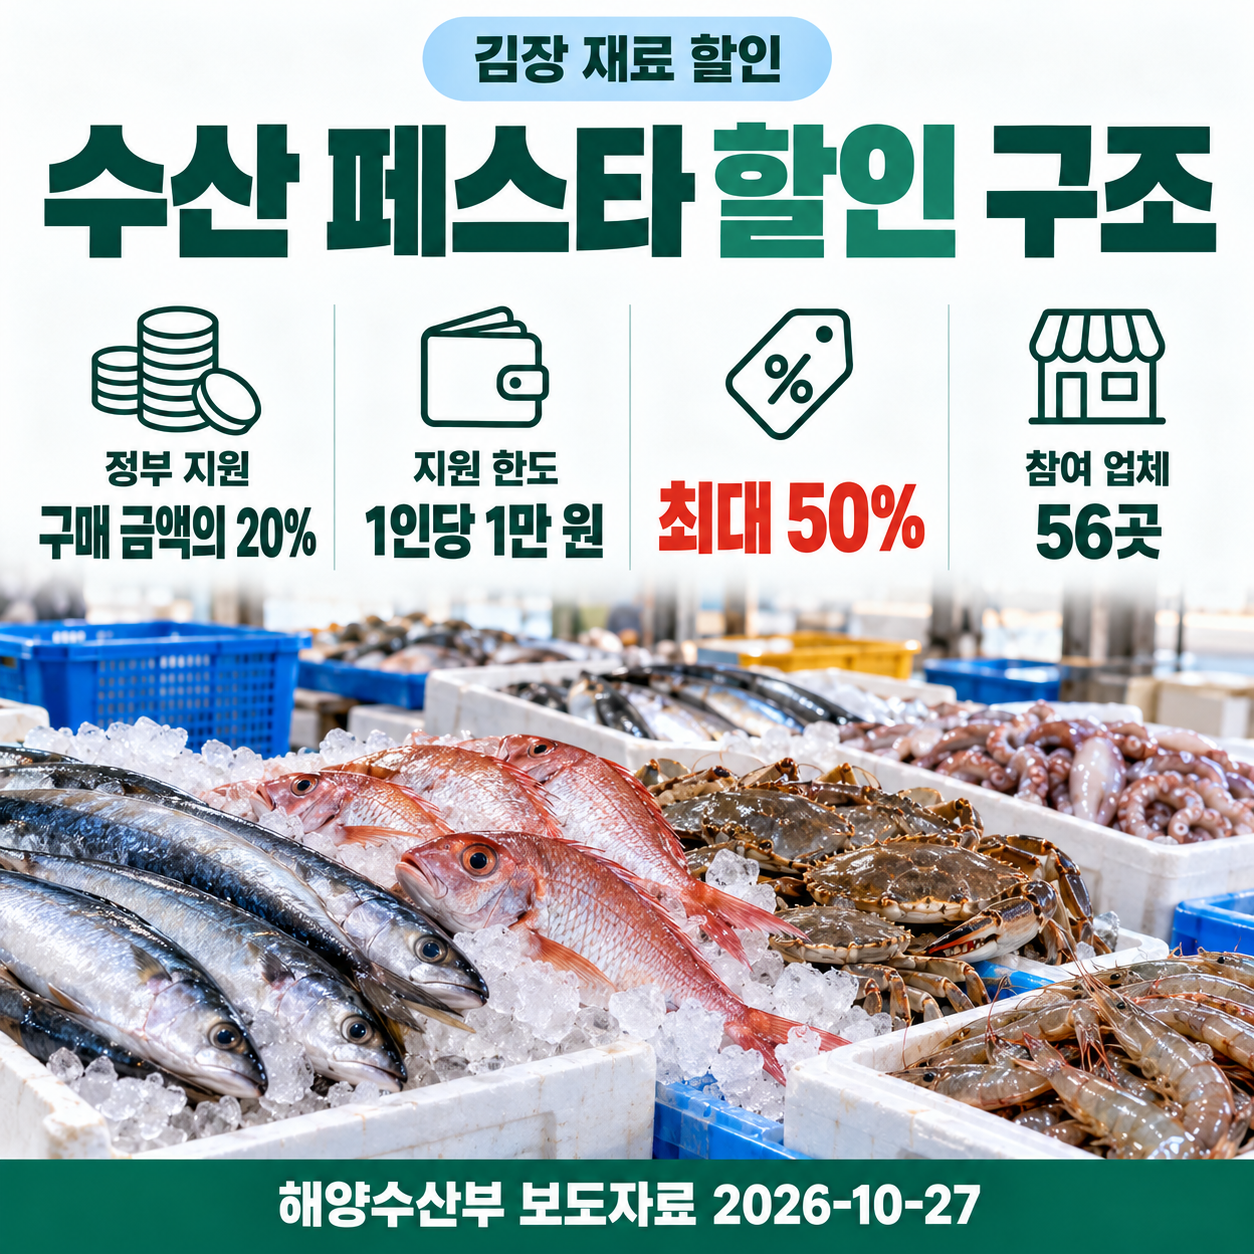 김장 재료 할인
수산 페스타 할인 구조
정부 지원
구매 금액의 20%
지원 한도
1인당 1만 원
최대 50%
참여 업체
56곳
해양수산부 보도자료 2026-10-27